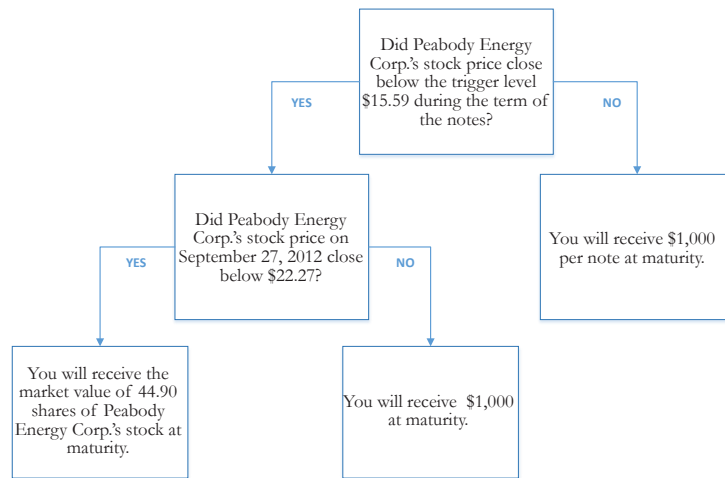 Did Peabody Energy
Corp.'s stock price close
below the trigger level
$15.59 during the term of
the notes?
YES
NO
Did Peabody Energy
Corp.'s stock price on
September 27, 2012 close
below $22.27?
You will receive $1,000
per note at maturity.
YES
NO
You will receive the
market value of 44.90
shares of Peabody
Energy Corp.'s stock at
maturity.
You will receive $1,000
at maturity.